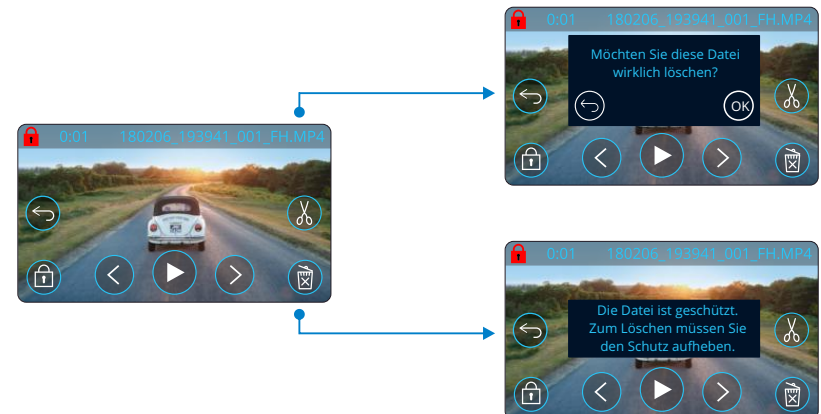 0:01 180206_193941_001_FH.MP4
Möchten Sie diese Datei
wirklich löschen?
OK
0:01 180206_193941_001_FH.MP4
0:01 180206_193941_001_FH.MP4
Die Datei ist geschützt.
Zum Löschen müssen Sie
den Schutz aufheben.